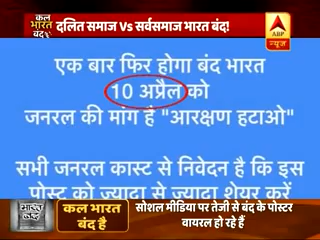 कल
भारत
बंद!
दलित समाज Vs सर्वसमाज भारत बंद!
abp
न्यूज़
एक बार फिर होगा बंद भारत
10 अप्रैल को
जनरल की मांग है "आरक्षण हटाओ"
सभी जनरल कास्ट से निवेदन है कि इस
पोस्ट को ज्यादा से ज्यादा शेयर करें
कल भारत
बंद है
सोशल मीडिया पर तेजी से बंद के पोस्टर
वायरल हो रहे हैं